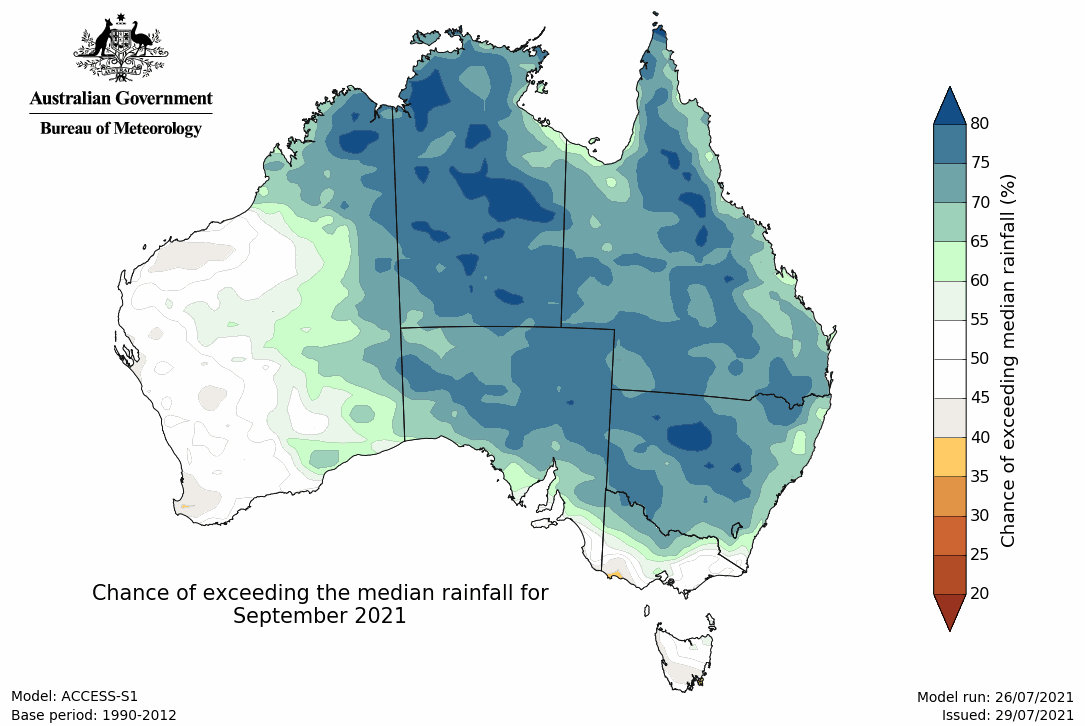 Australian Government
Bureau of Meteorology
80
75
70
65
60
55
50
45
40
35
30
25
20
Chance of exceeding median rainfall (%)
Chance of exceeding the median rainfall for
September 2021
Model: ACCESS-S1
Base period: 1990-2012
Model run: 26/07/2021
Issued: 29/07/2021